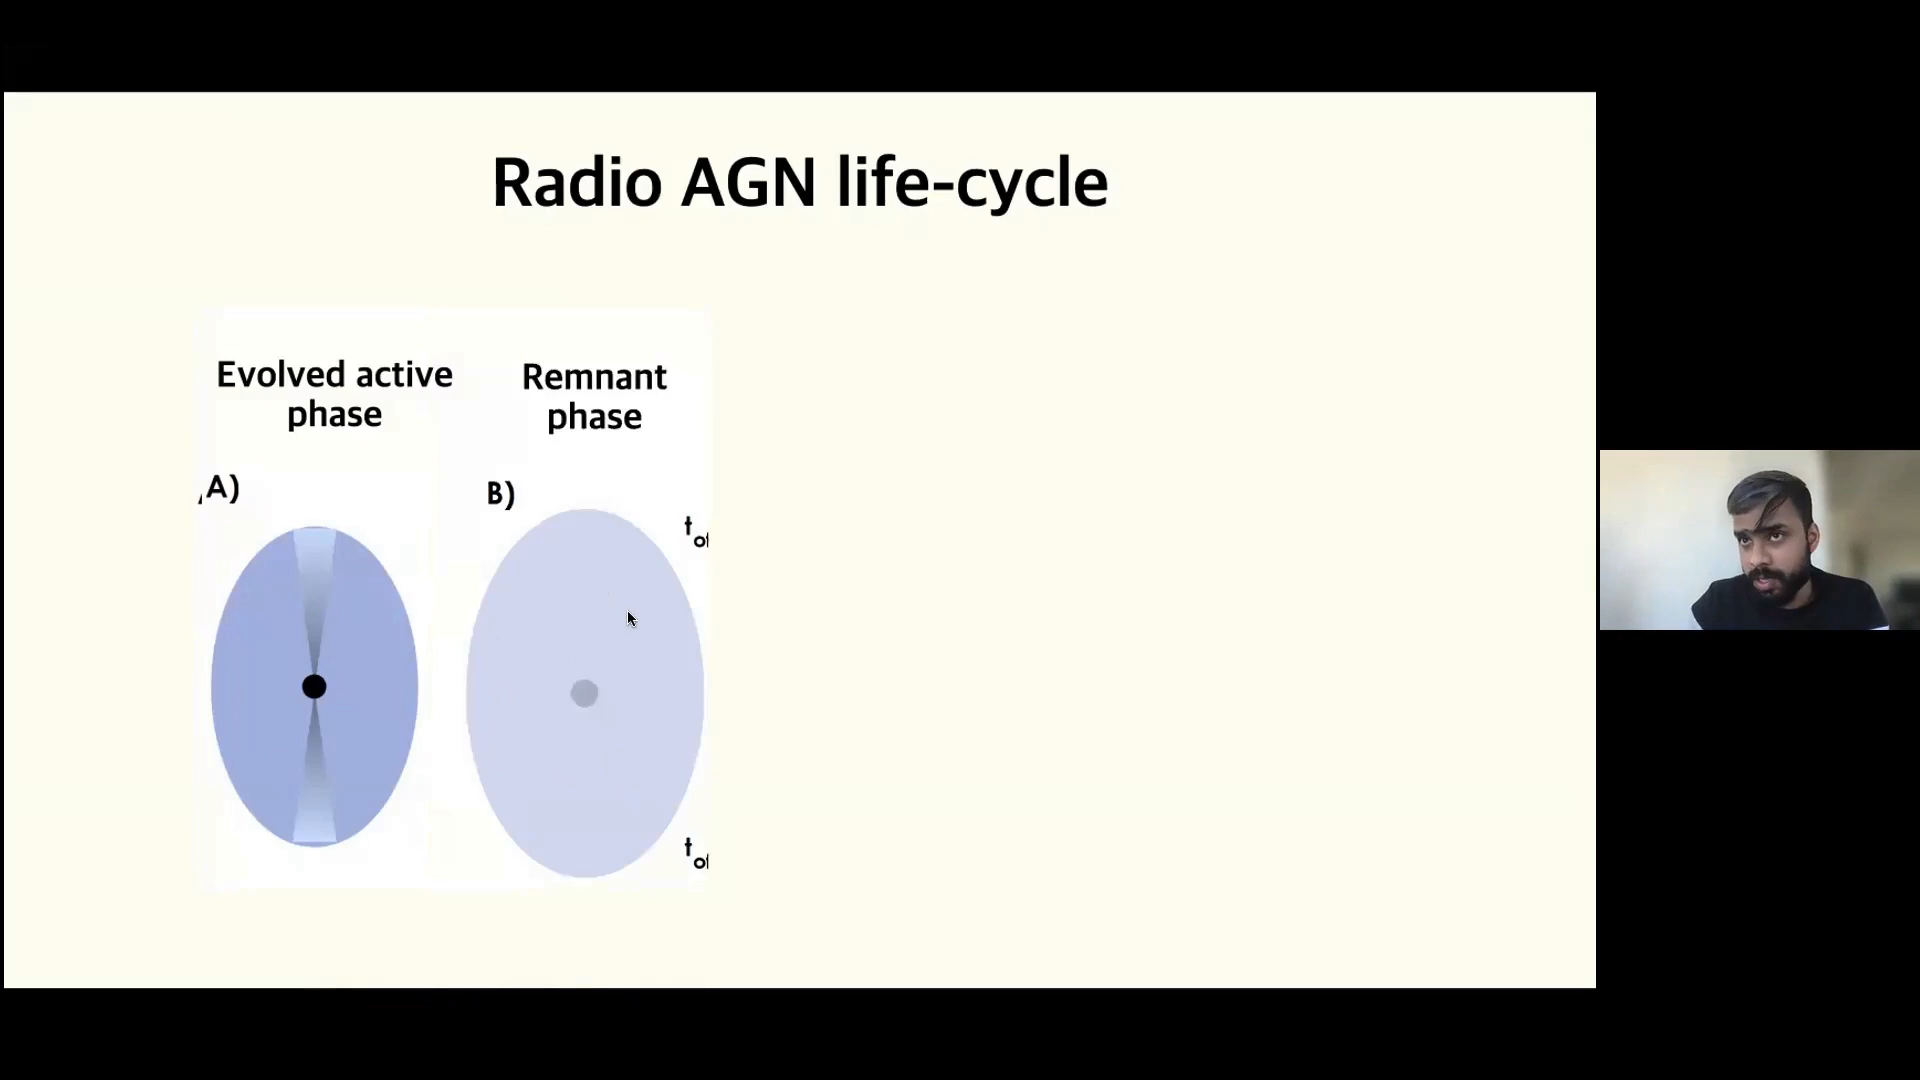 Radio AGN life-cycle
Evolved active
phase
Remnant
phase
A)
B)
t
t